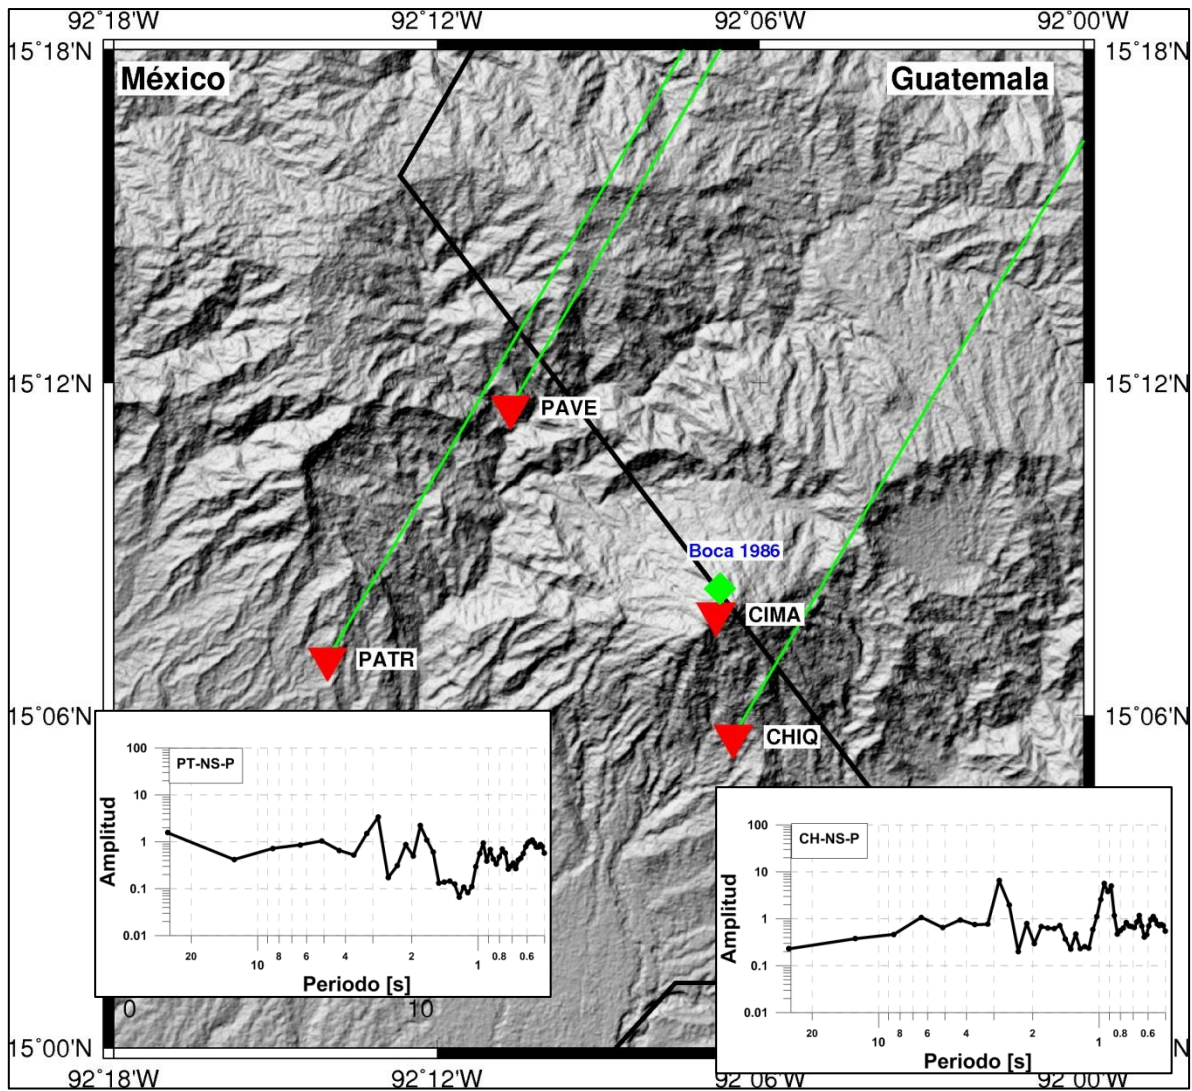 92°18'W 92°12'W 92°06'W 92°00'W
15°18'N 15°18'N
México Guatemala
15°12'N 15°12'N
PAVE
Boca 1986
CIMA
PATR
15°06'N 15°06'N
CHIQ
PT-NS-P
100
10
1
0.1
0.01
Amplitud
20 10 8 6 4 2 1 0.8 0.6
Periodo [s]
CH-NS-P
100
10
1
0.1
0.01
Amplitud
20 10 8 6 4 2 1 0.8 0.6
Periodo [s]
0 10
15°00'N N
92°18'W 92°12'W 92°06'W 92°00'W